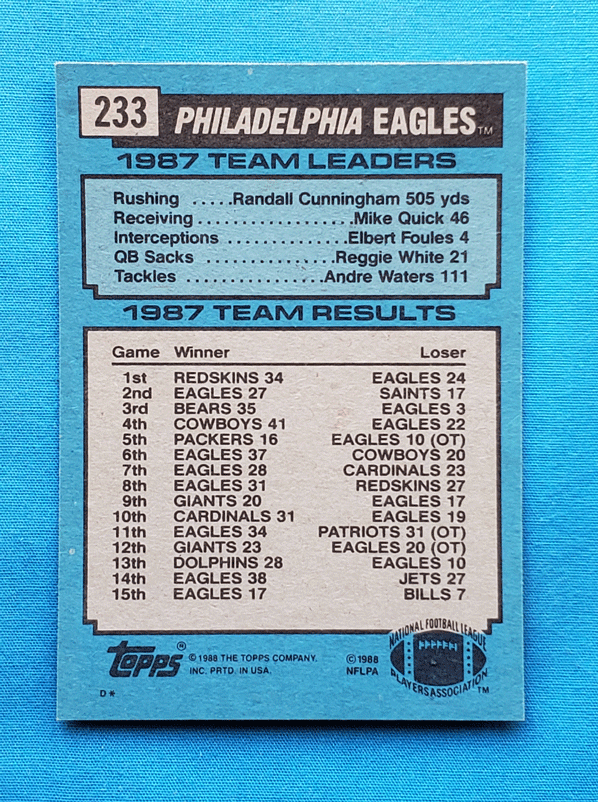 233 PHILADELPHIA EAGLES™
1987 TEAM LEADERS
Rushing .....Randall Cunningham 505 yds
Receiving..................Mike Quick 46
Interceptions ..............Elbert Foules 4
QB Sacks ...............Reggie White 21
Tackles ................Andre Waters 111
1987 TEAM RESULTS
Game Winner Loser
1st REDSKINS 34 EAGLES 24
2nd EAGLES 27 SAINTS 17
3rd BEARS 35 EAGLES 3
4th COWBOYS 41 EAGLES 22
5th PACKERS 16 EAGLES 10 (OT)
6th EAGLES 37 COWBOYS 20
7th EAGLES 28 CARDINALS 23
8th EAGLES 31 REDSKINS 27
9th GIANTS 20 EAGLES 17
10th CARDINALS 31 EAGLES 19
11th EAGLES 34 PATRIOTS 31 (OT)
12th GIANTS 23 EAGLES 20 (OT)
13th DOLPHINS 28 EAGLES 10
14th EAGLES 38 JETS 27
15th EAGLES 17 BILLS 7
topps®
© 1988 THE TOPPS COMPANY,
INC. PRTD. IN USA.
© 1988
NFLPA
NATIONAL FOOTBALL LEAGUE
PLAYERS ASSOCIATION™
D*